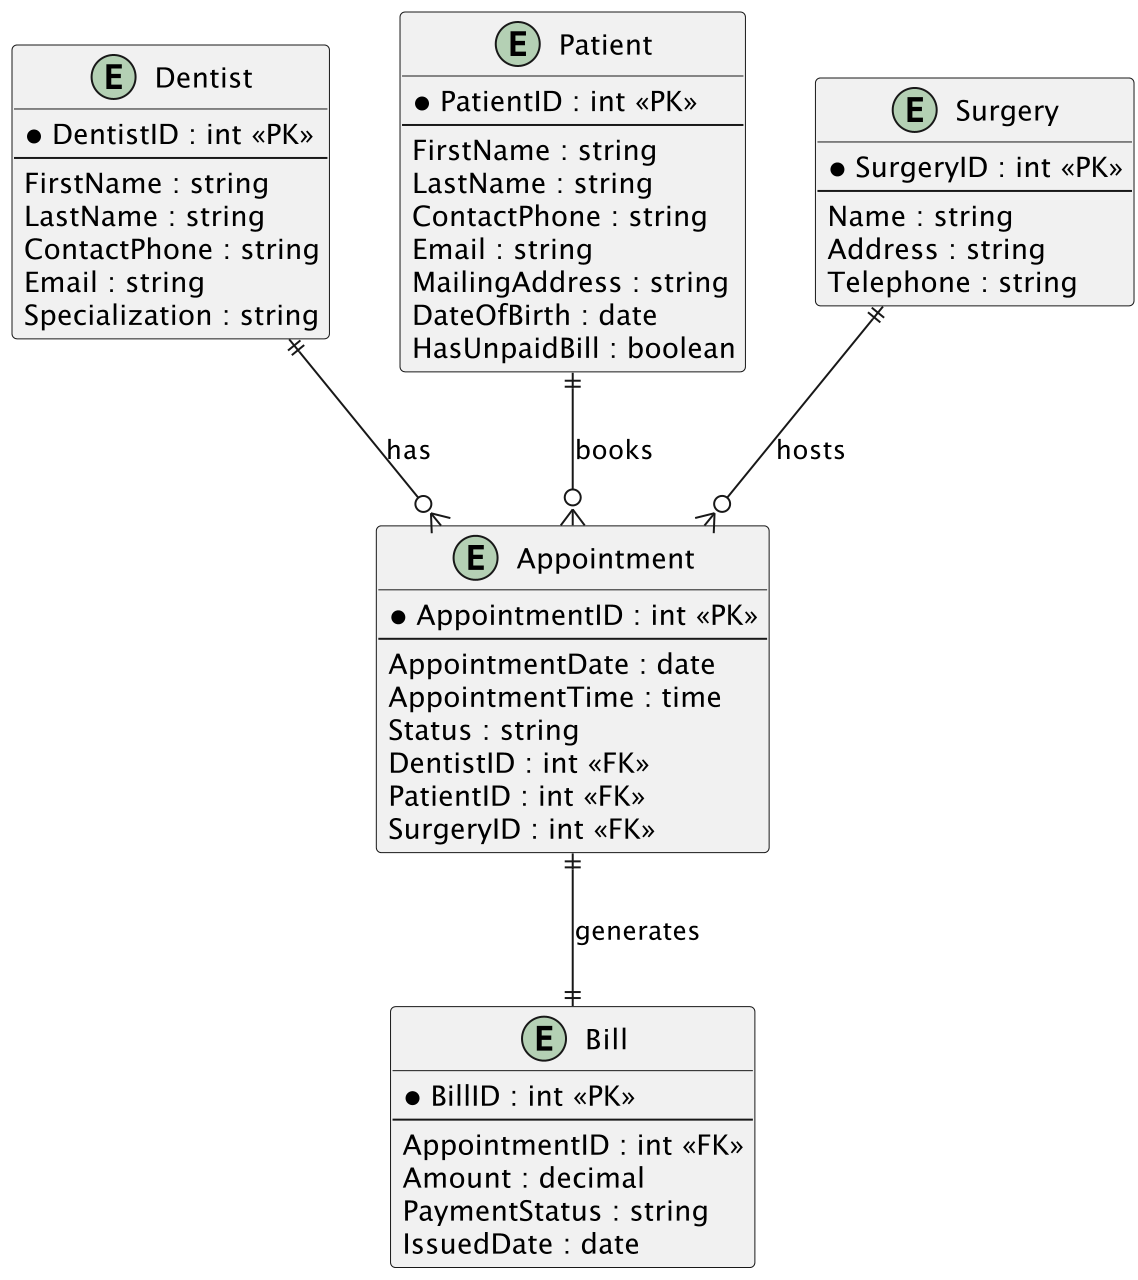 E Dentist
DentistID : int «PK»
FirstName : string
LastName : string
ContactPhone : string
Email : string
Specialization : string
E Patient
PatientID : int «PK»
FirstName : string
LastName : string
ContactPhone : string
Email : string
MailingAddress : string
DateOfBirth : date
HasUnpaidBill : boolean
E Surgery
SurgeryID : int «PK»
Name : string
Address : string
Telephone : string
has
books
hosts
E Appointment
AppointmentID : int «PK»
AppointmentDate : date
AppointmentTime : time
Status : string
DentistID : int «FK»
PatientID : int «FK»
SurgeryID : int «FK»
generates
E Bill
BillID : int «PK»
AppointmentID : int «FK»
Amount : decimal
PaymentStatus : string
IssuedDate : date